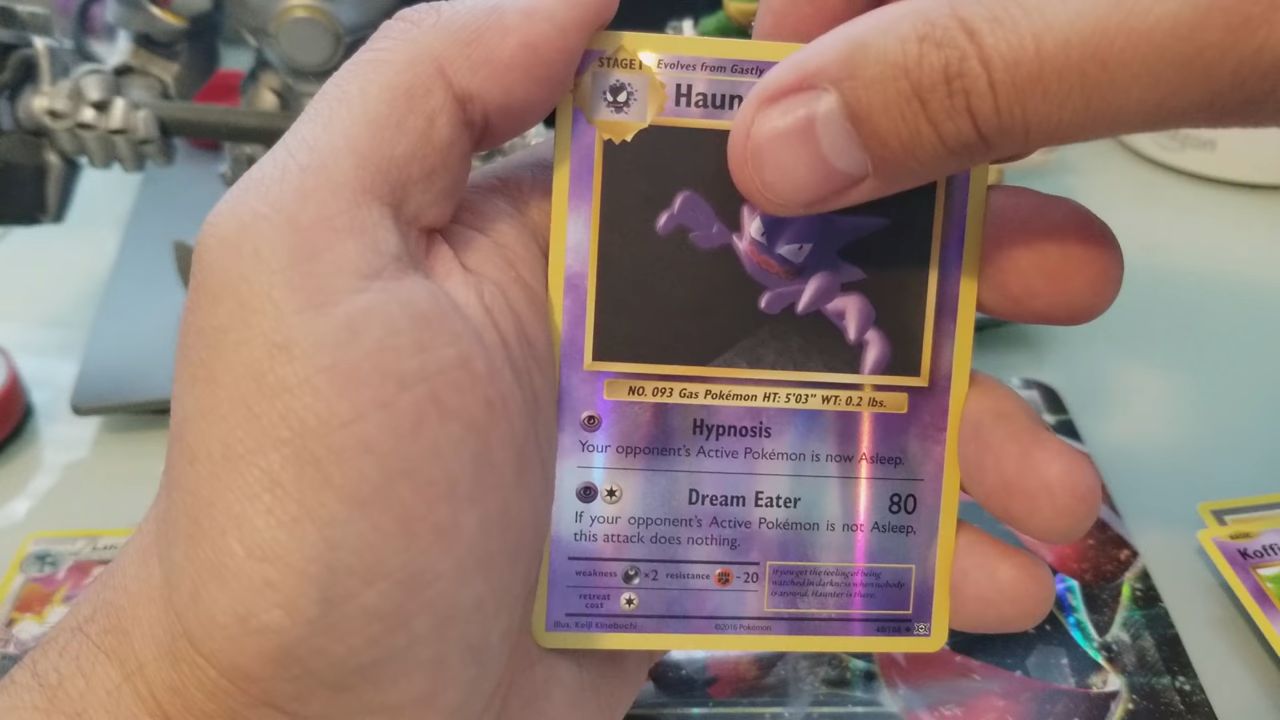 STAGE 1 Evolves from Gastly
Haun
NO. 093 Gas Pokémon HT: 5'03" WT: 0.2 lbs.
Hypnosis
Your opponent's Active Pokémon is now Asleep.
Dream Eater 80
If your opponent's Active Pokémon is not Asleep,
this attack does nothing.
weakness ×2 resistance -20
If you get the feeling of being
watched in darkness when nobody
is around, Haunter is there.
retreat
cost
Illus. Keiji Kinebuchi ©2016 Pokémon
BASIC
Koffi